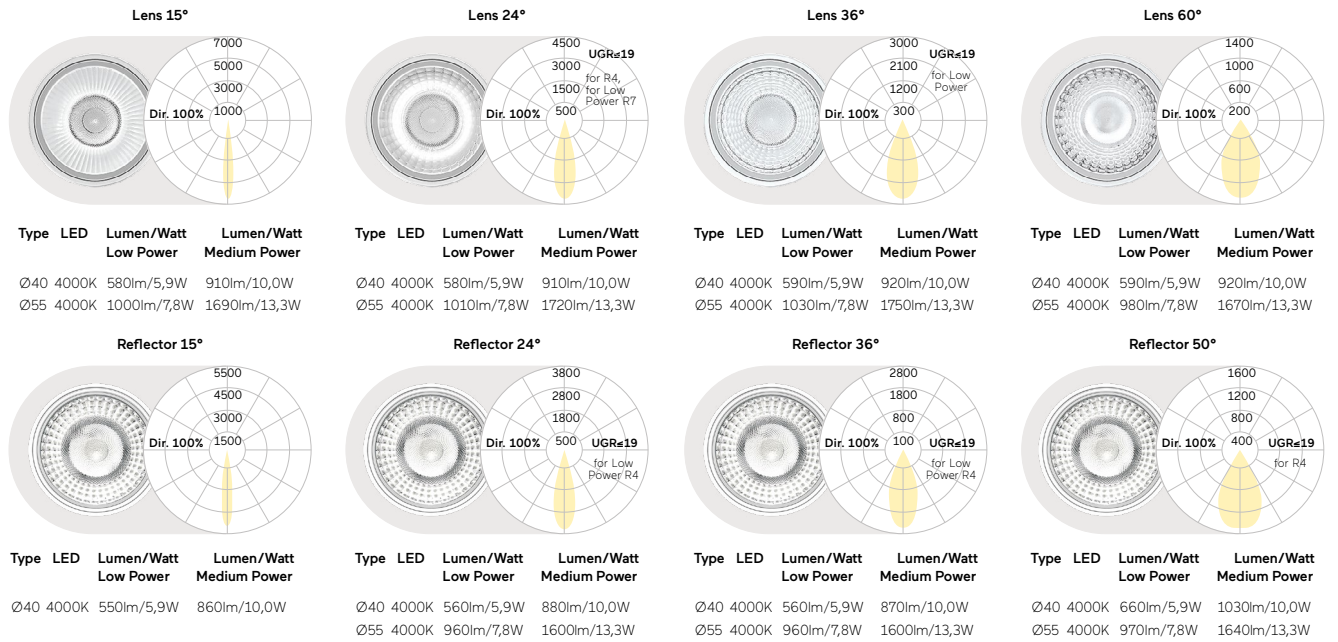 Lens 15°
7000
5000
3000
1000
Dir. 100%
Type LED Lumen/Watt Lumen/Watt
Low Power Medium Power
Ø40 4000K 580lm/5,9W 910lm/10,0W
Ø55 4000K 1000lm/7,8W 1690lm/13,3W
Lens 24°
4500
UGR≤19
3000
for R4,
for Low
1500
Power R7
500
Dir. 100%
Type LED Lumen/Watt Lumen/Watt
Low Power Medium Power
Ø40 4000K 580lm/5,9W 910lm/10,0W
Ø55 4000K 1010lm/7,8W 1720lm/13,3W
Lens 36°
3000
UGR≤19
2100
for Low
Power
1200
300
Dir. 100%
Type LED Lumen/Watt Lumen/Watt
Low Power Medium Power
Ø40 4000K 590lm/5,9W 920lm/10,0W
Ø55 4000K 1030lm/7,8W 1750lm/13,3W
Lens 60°
1400
1000
600
200
Dir. 100%
Type LED Lumen/Watt Lumen/Watt
Low Power Medium Power
Ø40 4000K 590lm/5,9W 920lm/10,0W
Ø55 4000K 980lm/7,8W 1670lm/13,3W
Reflector 15°
5500
4500
3000
1500
Dir. 100%
Type LED Lumen/Watt Lumen/Watt
Low Power Medium Power
Ø40 4000K 550lm/5,9W 860lm/10,0W
Reflector 24°
3800
2800
1800
500
Dir. 100%
UGR≤19
for Low
Power R4
Type LED Lumen/Watt Lumen/Watt
Low Power Medium Power
Ø40 4000K 560lm/5,9W 880lm/10,0W
Ø55 4000K 960lm/7,8W 1600lm/13,3W
Reflector 36°
2800
1800
800
100
Dir. 100%
UGR≤19
for Low
Power R4
Type LED Lumen/Watt Lumen/Watt
Low Power Medium Power
Ø40 4000K 560lm/5,9W 870lm/10,0W
Ø55 4000K 960lm/7,8W 1600lm/13,3W
Reflector 50°
1600
1200
800
400
Dir. 100%
UGR≤19
for R4
Type LED Lumen/Watt Lumen/Watt
Low Power Medium Power
Ø40 4000K 660lm/5,9W 1030lm/10,0W
Ø55 4000K 970lm/7,8W 1640lm/13,3W